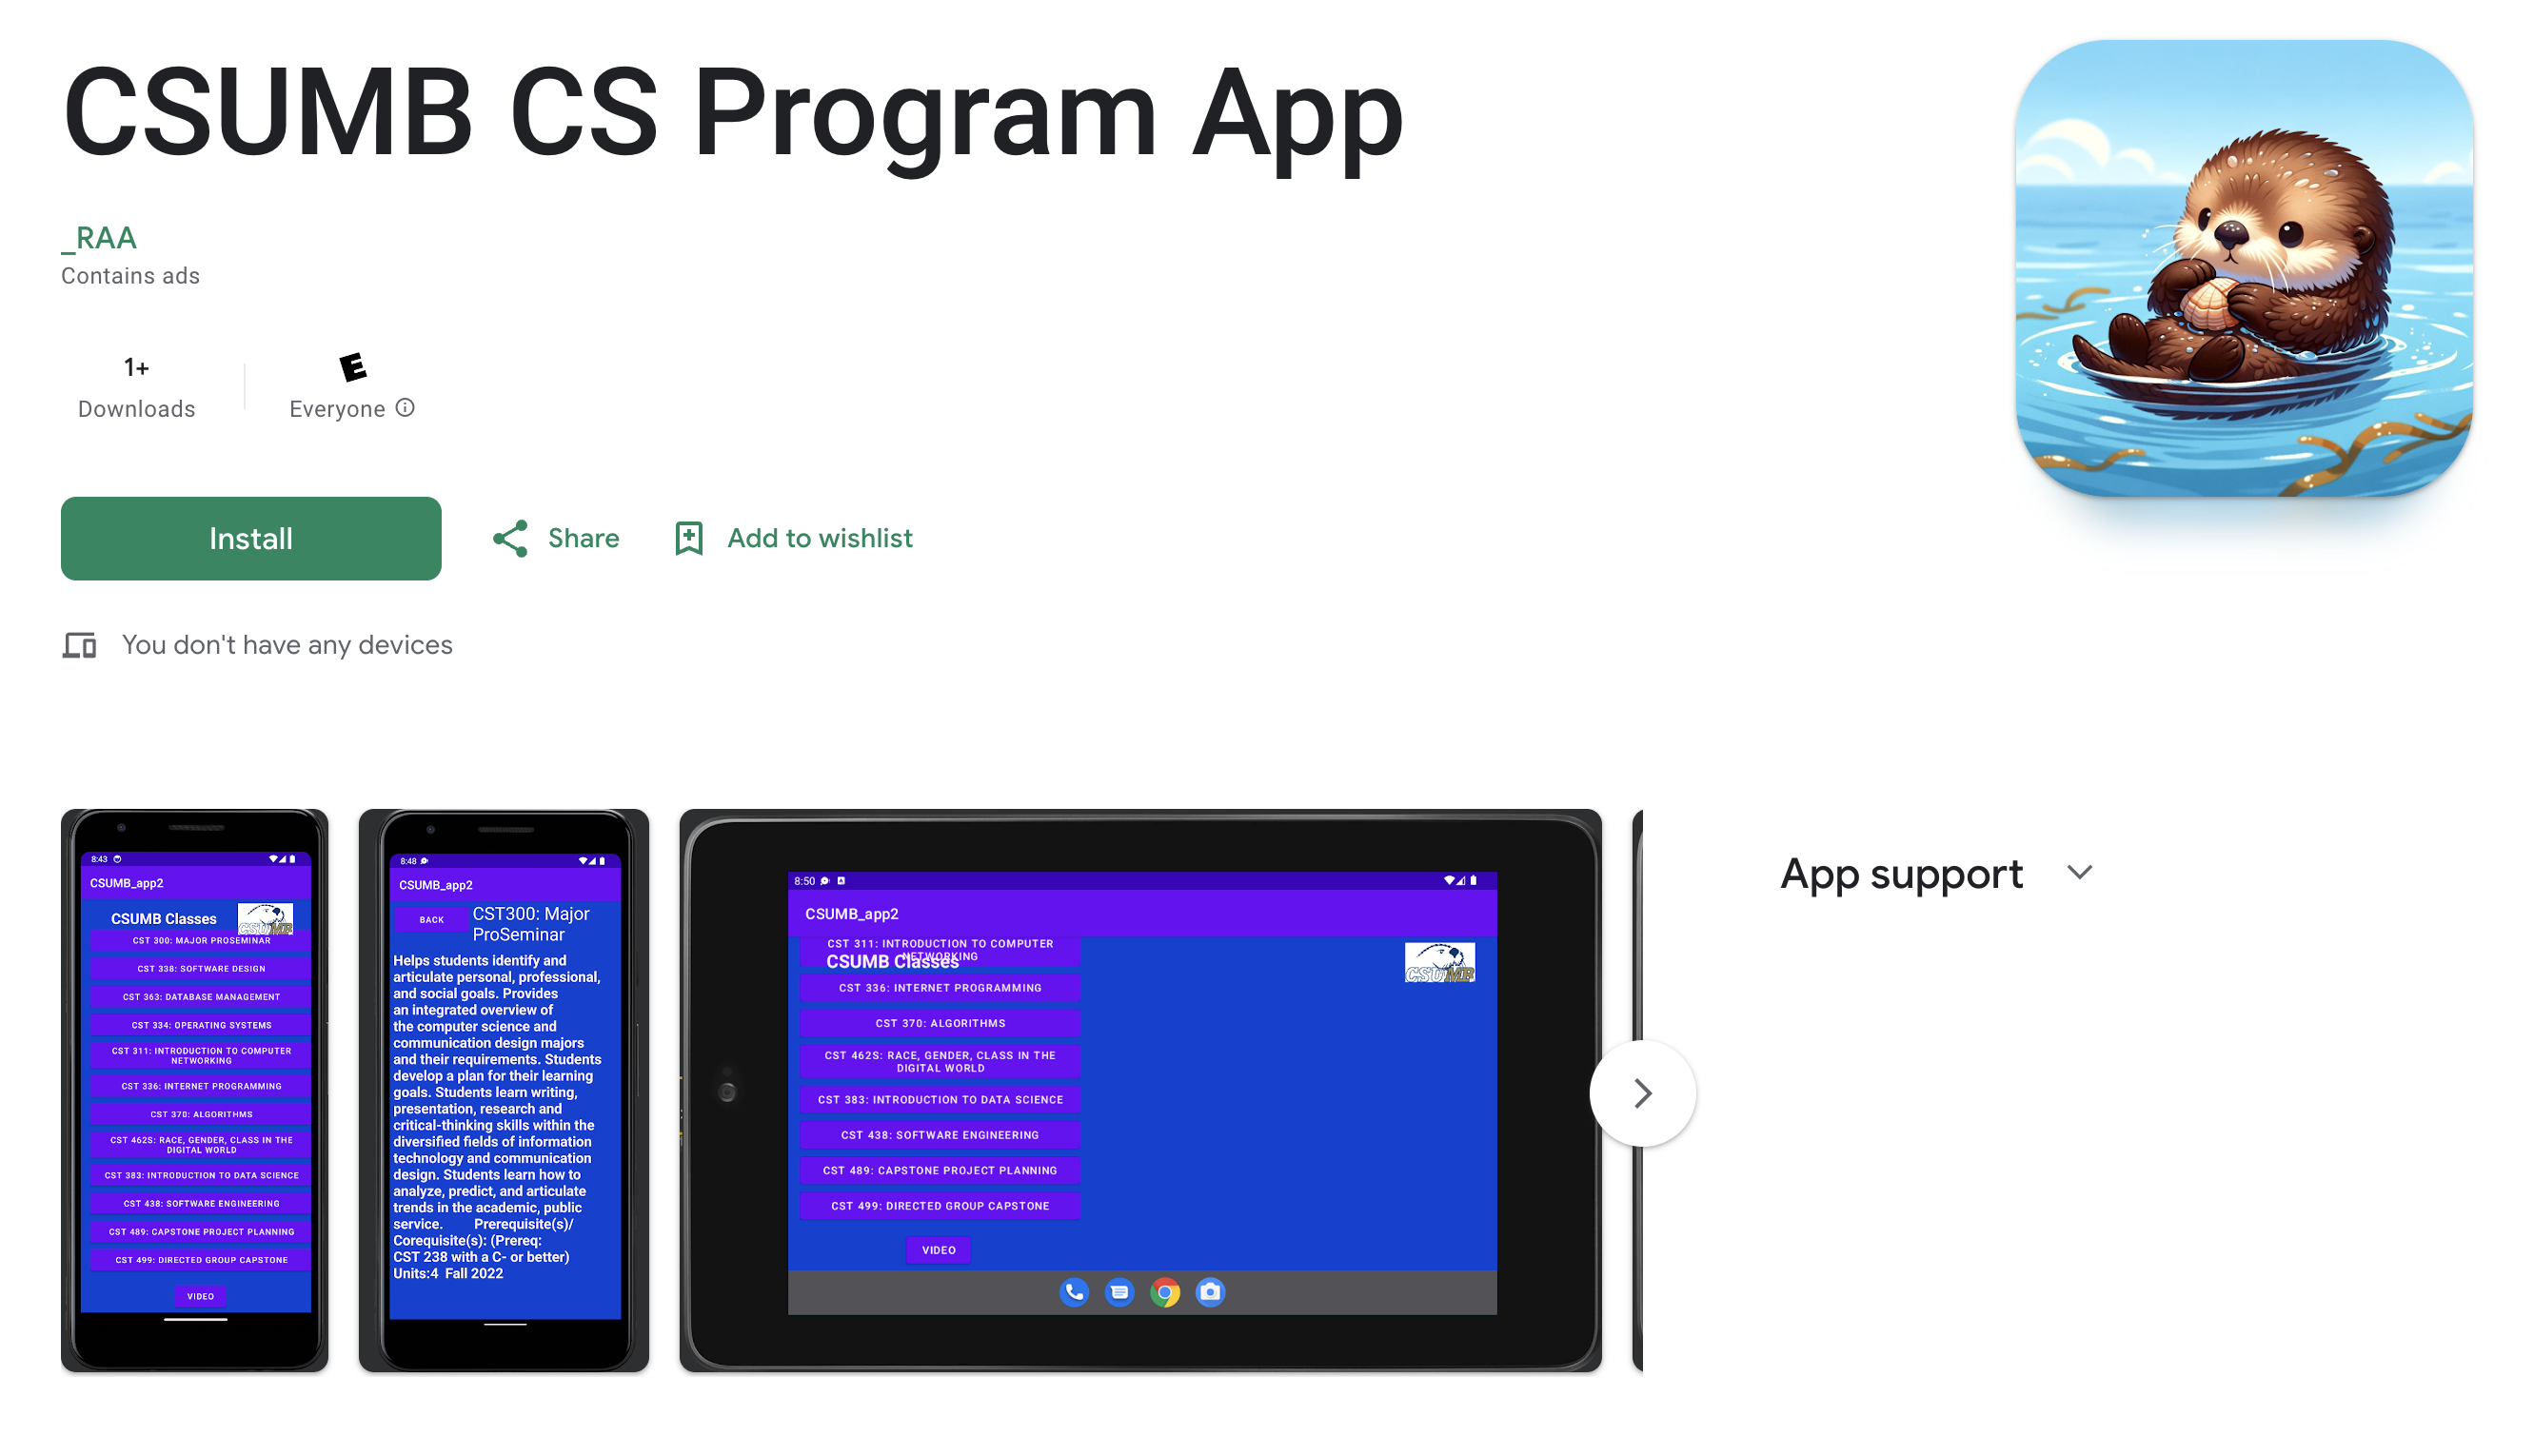 CSUMB CS Program App
_RAA
Contains ads
1+
Downloads
E
Everyone
Install
Share
Add to wishlist
You don't have any devices
8:43
CSUMB_app2
CSUMB Classes
CSUMB
CST 300: MAJOR PROSEMINAR
CST 338: SOFTWARE DESIGN
CST 363: DATABASE MANAGEMENT
CST 334: OPERATING SYSTEMS
CST 311: INTRODUCTION TO COMPUTER
NETWORKING
CST 336: INTERNET PROGRAMMING
CST 370: ALGORITHMS
CST 462S: RACE, GENDER, CLASS IN THE
DIGITAL WORLD
CST 383: INTRODUCTION TO DATA SCIENCE
CST 438: SOFTWARE ENGINEERING
CST 489: CAPSTONE PROJECT PLANNING
CST 499: DIRECTED GROUP CAPSTONE
VIDEO
8:48
CSUMB_app2
BACK
CST300: Major
ProSeminar
Helps students identify and
articulate personal, professional,
and social goals. Provides
an integrated overview of
the computer science and
communication design majors
and their requirements. Students
develop a plan for their learning
goals. Students learn writing,
presentation, research and
critical-thinking skills within the
diversified fields of information
technology and communication
design. Students learn how to
analyze, predict, and articulate
trends in the academic, public
service. Prerequisite(s)/
Corequisite(s): (Prereq:
CST 238 with a C- or better)
Units:4 Fall 2022
8:50
CSUMB_app2
CST 311: INTRODUCTION TO COMPUTER
NETWORKING
CSUMB Classes
CSUMB
CST 336: INTERNET PROGRAMMING
CST 370: ALGORITHMS
CST 462S: RACE, GENDER, CLASS IN THE
DIGITAL WORLD
CST 383: INTRODUCTION TO DATA SCIENCE
CST 438: SOFTWARE ENGINEERING
CST 489: CAPSTONE PROJECT PLANNING
CST 499: DIRECTED GROUP CAPSTONE
VIDEO
App support